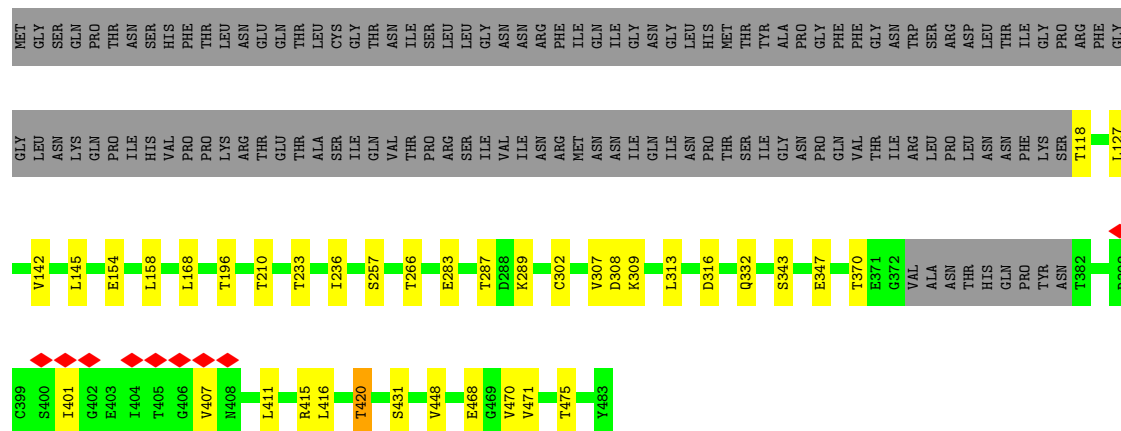 MET GLY SER GLN PRO THR ASN SER HIS PHE THR LEU ASN GLU GLN THR LEU CYS GLY THR ASN ILE SER LEU LEU GLY ASN ASN ARG PHE ILE GLN ILE GLY ASN GLY LEU HIS MET THR TYR ALA PRO GLY PHE PHE GLY ASN TRP SER ARG ASP LEU THR ILE GLY PRO ARG PHE GLY
GLY LEU ASN LYS GLN PRO ILE HIS VAL PRO PRO LYS ARG THR GLU THR ALA SER ILE GLN VAL THR PRO ARG SER ILE VAL ILE ASN ARG MET ASN ASN ILE GLN ILE ASN PRO THR SER ILE GLY ASN PRO GLN VAL THR ILE ARG LEU PRO LEU ASN ASN PHE LYS SER T118 L127
V142 L145 E154 L158 L168 T196 T210 T233 I236 S257 T266 E283 T287 D288 K289 C302 V307 D308 K309 L313 D316 Q332 S343 E347 T370 E371 G372 VAL ALA ASN THR HIS GLN PRO TYR ASN T382
C399 S400 I401 G402 E403 I404 T405 G406 V407 N408 L411 R415 L416 T420 S431 V448 E468 G469 V470 V471 T475 Y483